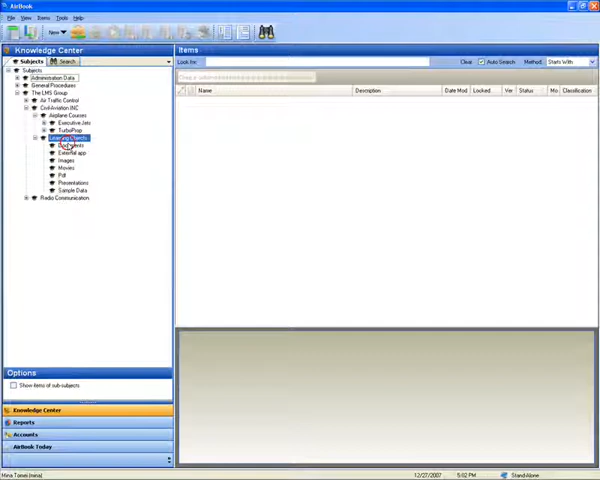 AirBook
File View Items Tools Help
New
Knowledge Center
Items
Subjects Search
Look for: Clear Auto Search Method: Starts With
Subjects
Administration Data
General Procedures
The LMS Group
Air Traffic Control
Civil Aviation INC
Airplane Courses
Executive Jets
TurboProp
Learning Objects
Documents
External app
Images
Movies
Pdf
Presentations
Sample Data
Radio Communication
Name Description Date Mod Locked Ver Status Mo Classification
Options
Show items of sub-subjects
Knowledge Center
Reports
Accounts
AirBook Today
12/27/2007 5:02 PM Stand-Alone